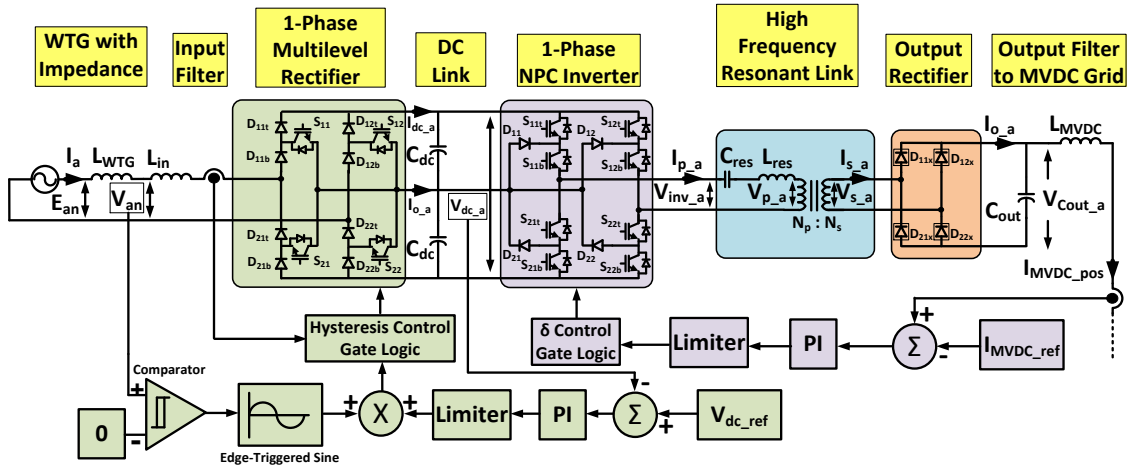 WTG with
Impedance
Input
Filter
1-Phase
Multilevel
Rectifier
DC
Link
1-Phase
NPC Inverter
High
Frequency
Resonant Link
Output
Rectifier
Output Filter
to MVDC Grid
I_a
L_WTG
L_in
E_an
V_an
D_11t
S_11
D_12t
S_12
D_11b
D_12b
D_21t
D_22t
D_21b
S_21
D_22b
S_22
I_dc_a
C_dc
I_o_a
C_dc
V_dc_a
S_11t
S_12t
D_11
D_12
S_11b
S_12b
S_21t
S_22t
D_21
D_22
S_21b
S_22b
I_p_a
C_res
L_res
V_inv_a
V_p_a
N_p : N_s
I_s_a
V_s_a
D_11x
D_12x
D_21x
D_22x
I_o_a
L_MVDC
C_out
V_Cout_a
I_MVDC_pos
Hysteresis Control
Gate Logic
δ Control
Gate Logic
Limiter
PI
Σ
+
-
I_MVDC_ref
Comparator
+
-
0
Edge-Triggered Sine
+
X
+
Limiter
PI
Σ
-
+
V_dc_ref